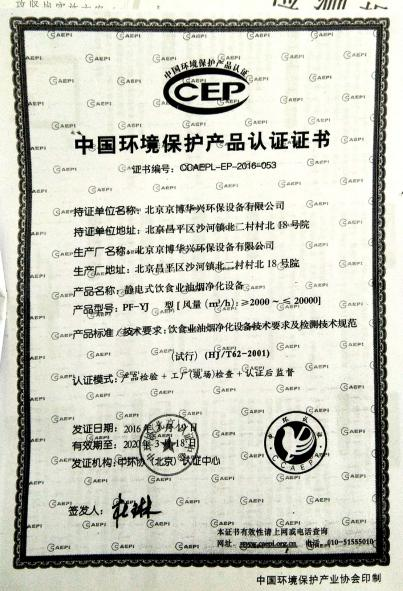 中国环境保护产品认证
CEP
中国环境保护产品认证证书
证书编号：CCAEPL-EP-2016-053
持证单位名称：北京京博华兴环保设备有限公司
持证单位地址：北京昌平区沙河镇北二村村北 18 号院
生产厂名称：北京京博华兴环保设备有限公司
生产厂地址：北京昌平区沙河镇北二村村北 18 号院
产品名称：静电式饮食业油烟净化设备
产品型号：PF-YJ 型 [ 风量 (m³/h)：≥2000 ~ ≤ 20000]
产品标准 / 技术要求：饮食业油烟净化设备技术要求及检测技术规范
(试行) (HJ/T62-2001)
认证模式：产品检验 + 工厂(现场)检查 + 认证后监督
发证日期：2016 年 3 月 19 日
有效期至：2020 年 3 月 18 日
发证机构：中环协（北京）认证中心
CCAEPI
签发人：
本证书有效性请上网或电话查询
网址：www.caepi.org.cn 电话：010-51555010
中国环境保护产业协会印制